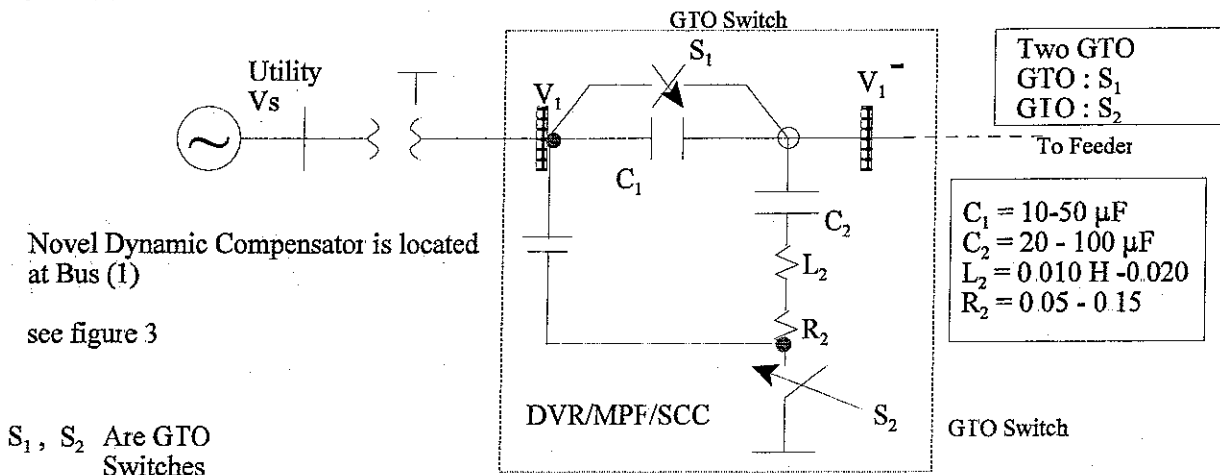 GTO Switch
S₁
Two GTO
GTO : S₁
GTO : S₂
Utility
Vs
V₁
V₁⁻
To Feeder
C₁
C₂
L₂
R₂
C₁ = 10-50 µF
C₂ = 20 - 100 µF
L₂ = 0.010 H -0.020
R₂ = 0.05 - 0.15
Novel Dynamic Compensator is located
at Bus (1)
see figure 3
DVR/MPF/SCC
S₂
GTO Switch
S₁ , S₂ Are GTO
Switches